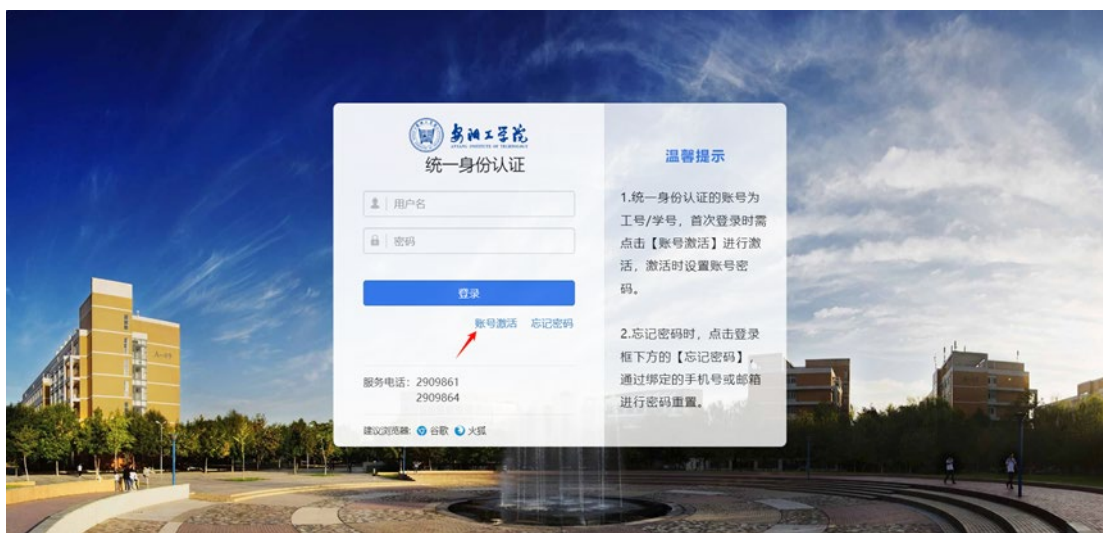 安阳工学院
ANYANG INSTITUTE OF TECHNOLOGY
统一身份认证
用户名
密码
登录
账号激活 忘记密码
服务电话：2909861
2909864
建议浏览器: 谷歌 火狐
温馨提示
1.统一身份认证的账号为
工号/学号，首次登录时需
点击【账号激活】进行激
活，激活时设置账号密
码。
2.忘记密码时，点击登录
框下方的【忘记密码】，
通过绑定的手机号或邮箱
进行密码重置。